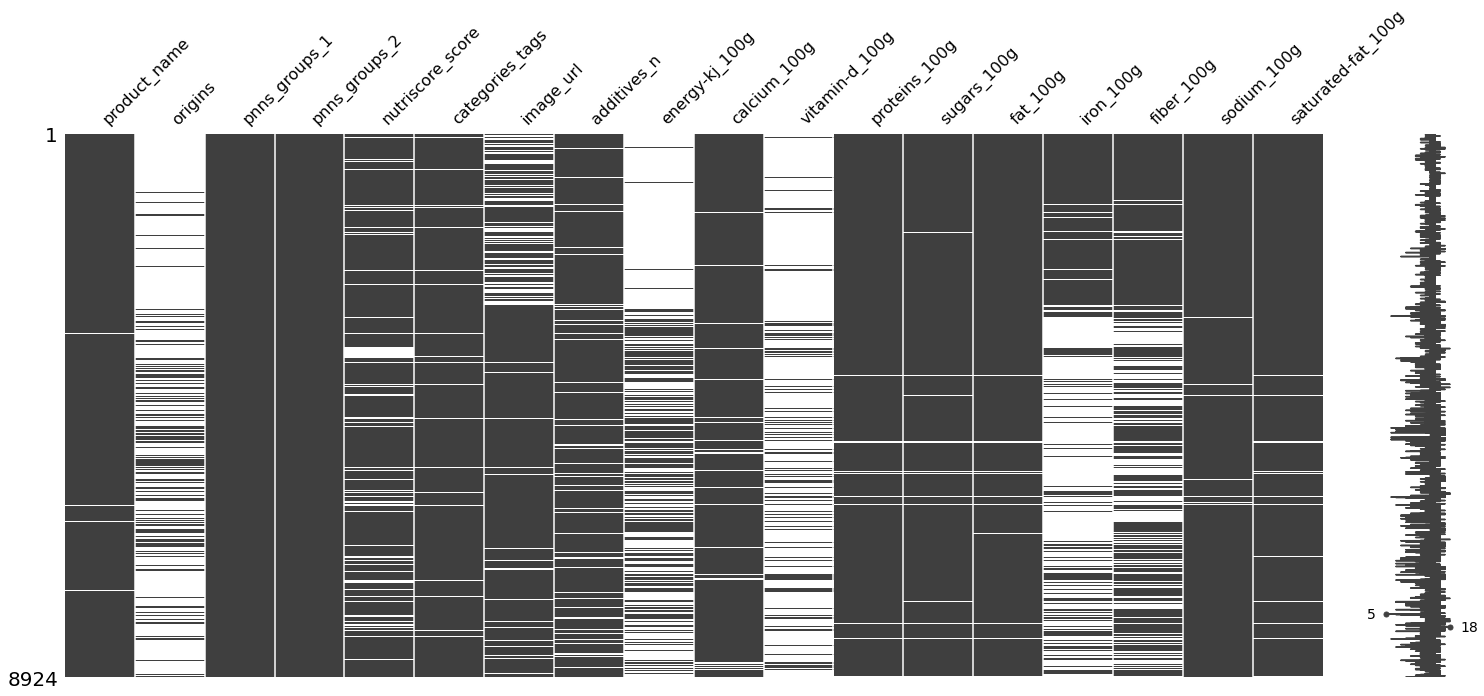 product_name
origins
pnns_groups_1
pnns_groups_2
nutriscore_score
categories_tags
image_url
additives_n
energy-kj_100g
calcium_100g
vitamin-d_100g
proteins_100g
sugars_100g
fat_100g
iron_100g
fiber_100g
sodium_100g
saturated-fat_100g
1
5
18
8924